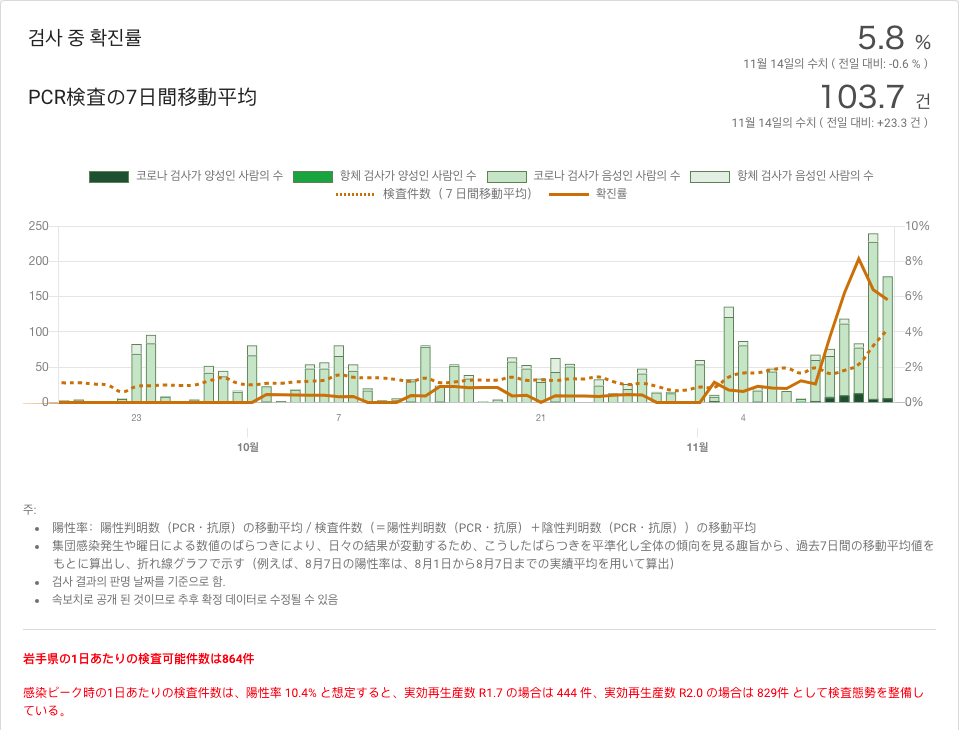 검사 중 확진률
5.8 %
11월 14일의 수치 ( 전일 대비: -0.6 % )
PCR検査の7日間移動平均
103.7 건
11월 14일의 수치 ( 전일 대비: +23.3 건 )
코로나 검사가 양성인 사람의 수 항체 검사가 양성인 사람인 수 코로나 검사가 음성인 사람의 수 항체 검사가 음성인 사람의 수
検査件数（７日間移動平均） 확진률
250 10%
200 8%
150 6%
100 4%
50 2%
0 0%
23 7 21 4
10월 11월
주:
陽性率：陽性判明数（PCR・抗原）の移動平均 / 検査件数（＝陽性判明数（PCR・抗原）＋陰性判明数（PCR・抗原））の移動平均
集団感染発生や曜日による数値のばらつきにより、日々の結果が変動するため、こうしたばらつきを平準化し全体の傾向を見る趣旨から、過去7日間の移動平均値を
もとに算出し、折れ線グラフで示す（例えば、8月7日の陽性率は、8月1日から8月7日までの実績平均を用いて算出）
검사 결과의 판명 날짜를 기준으로 함.
속보치로 공개 된 것이므로 추후 확정 데이터로 수정될 수 있음
岩手県の1日あたりの検査可能件数は864件
感染ピーク時の1日あたりの検査件数は、陽性率 10.4% と想定すると、実効再生産数 R1.7 の場合は 444 件、実効再生産数 R2.0 の場合は 829件 として検査態勢を整備し
ている。